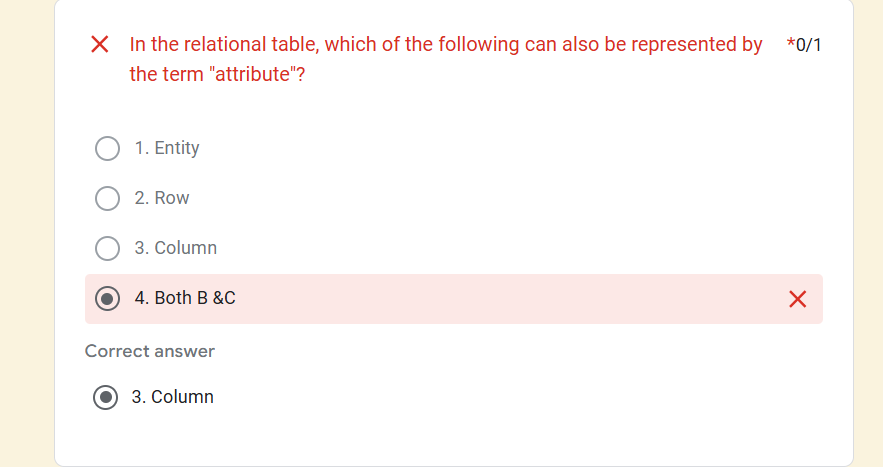 In the relational table, which of the following can also be represented by *0/1
the term "attribute"?
1. Entity
2. Row
3. Column
4. Both B &C
Correct answer
3. Column